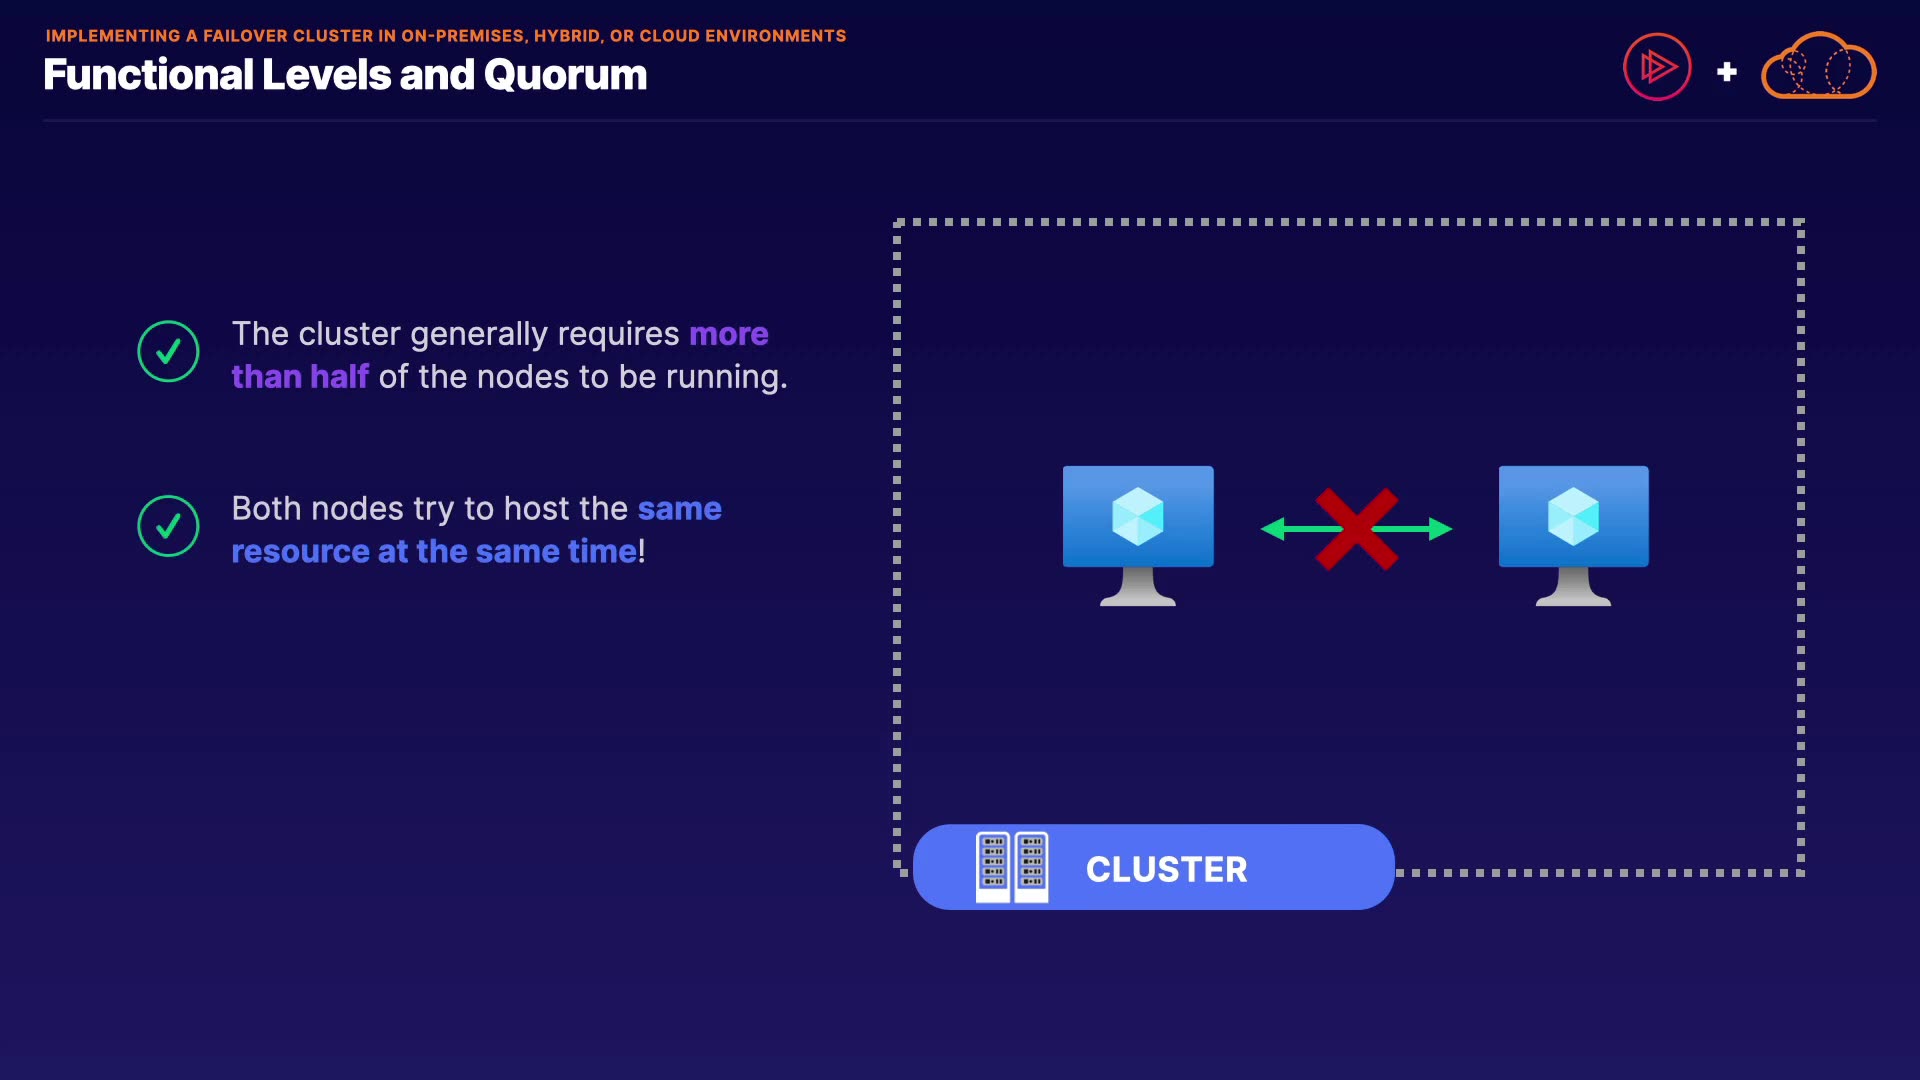 IMPLEMENTING A FAILOVER CLUSTER IN ON-PREMISES, HYBRID, OR CLOUD ENVIRONMENTS
Functional Levels and Quorum
The cluster generally requires more
than half of the nodes to be running.
Both nodes try to host the same
resource at the same time!
CLUSTER